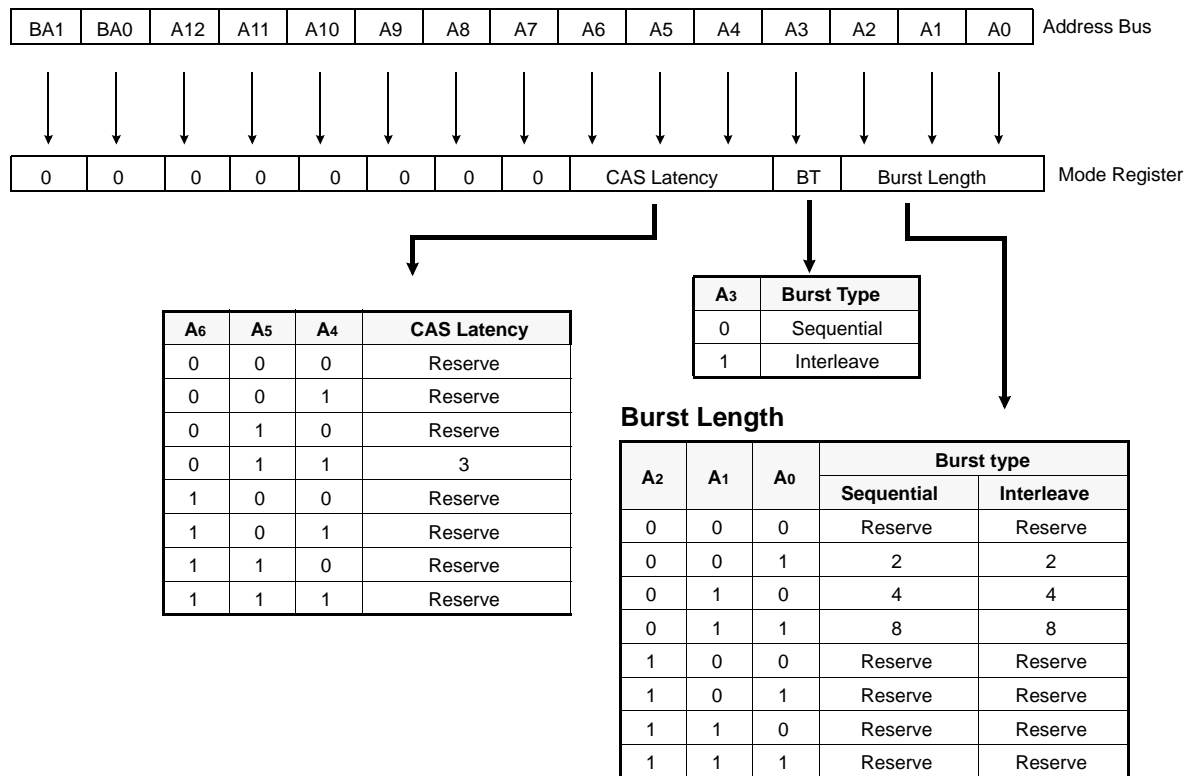 BA1 BA0 A12 A11 A10 A9 A8 A7 A6 A5 A4 A3 A2 A1 A0 Address Bus
0 0 0 0 0 0 0 0 CAS Latency BT Burst Length Mode Register
A3 Burst Type
0 Sequential
1 Interleave
A6 A5 A4 CAS Latency
0 0 0 Reserve
0 0 1 Reserve
0 1 0 Reserve
0 1 1 3
1 0 0 Reserve
1 0 1 Reserve
1 1 0 Reserve
1 1 1 Reserve
Burst Length
A2 A1 A0 Burst type
Sequential Interleave
0 0 0 Reserve Reserve
0 0 1 2 2
0 1 0 4 4
0 1 1 8 8
1 0 0 Reserve Reserve
1 0 1 Reserve Reserve
1 1 0 Reserve Reserve
1 1 1 Reserve Reserve